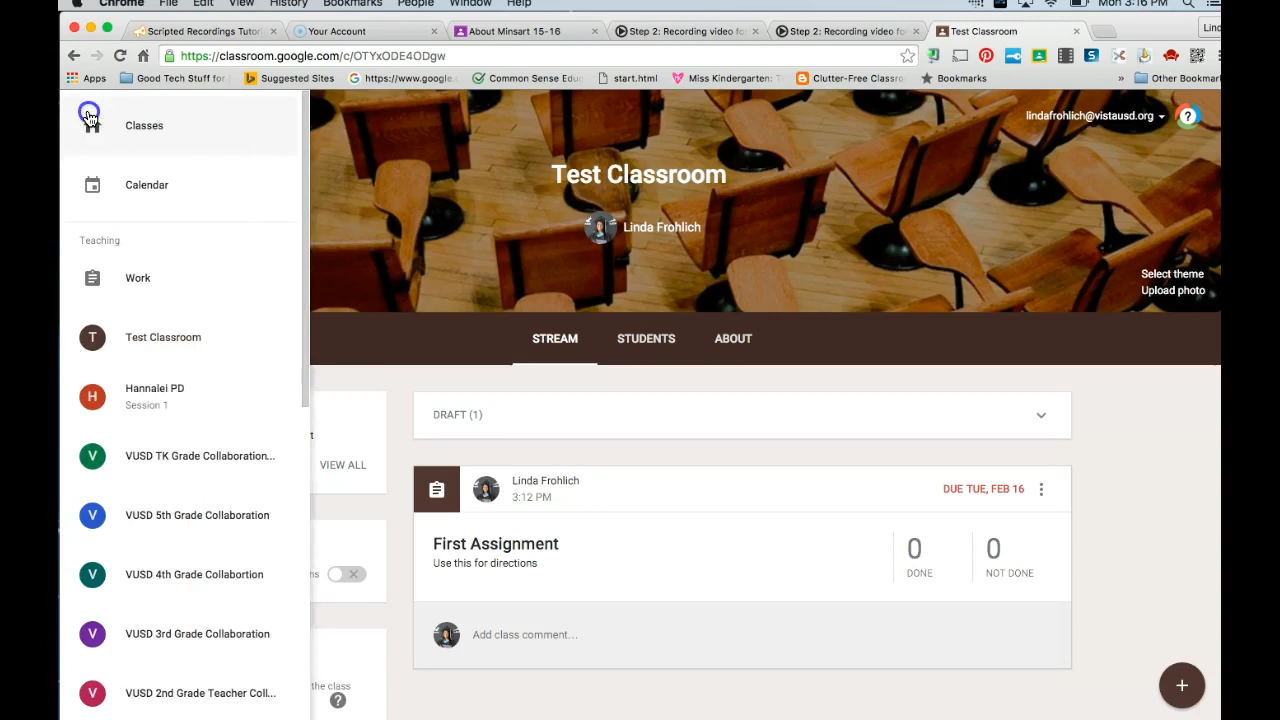 Chrome File Edit View History Bookmarks People Window Help Mon 3:16 PM
Scripted Recordings Tutori
Your Account
About Minsart 15-16
Step 2: Recording video fo
Step 2: Recording video fo
Test Classroom
Lind
https://classroom.google.com/c/OTYxODE4ODgw
Apps
Good Tech Stuff for
Suggested Sites
https://www.google.
Common Sense Edu
start.html
Miss Kindergarten: T
Clutter-Free Classro
Bookmarks
»
Other Bookmar
Classes
Calendar
Teaching
Work
T Test Classroom
H Hannalei PD
Session 1
V VUSD TK Grade Collaboration...
V VUSD 5th Grade Collaboration
V VUSD 4th Grade Collabortion
V VUSD 3rd Grade Collaboration
V VUSD 2nd Grade Teacher Coll...
lindafrohlich@vistausd.org
?
Test Classroom
Linda Frohlich
Select theme
Upload photo
STREAM STUDENTS ABOUT
t
VIEW ALL
ns
the class
?
DRAFT (1)
Linda Frohlich
3:12 PM
DUE TUE, FEB 16
First Assignment
Use this for directions
0
DONE
0
NOT DONE
Add class comment...
+